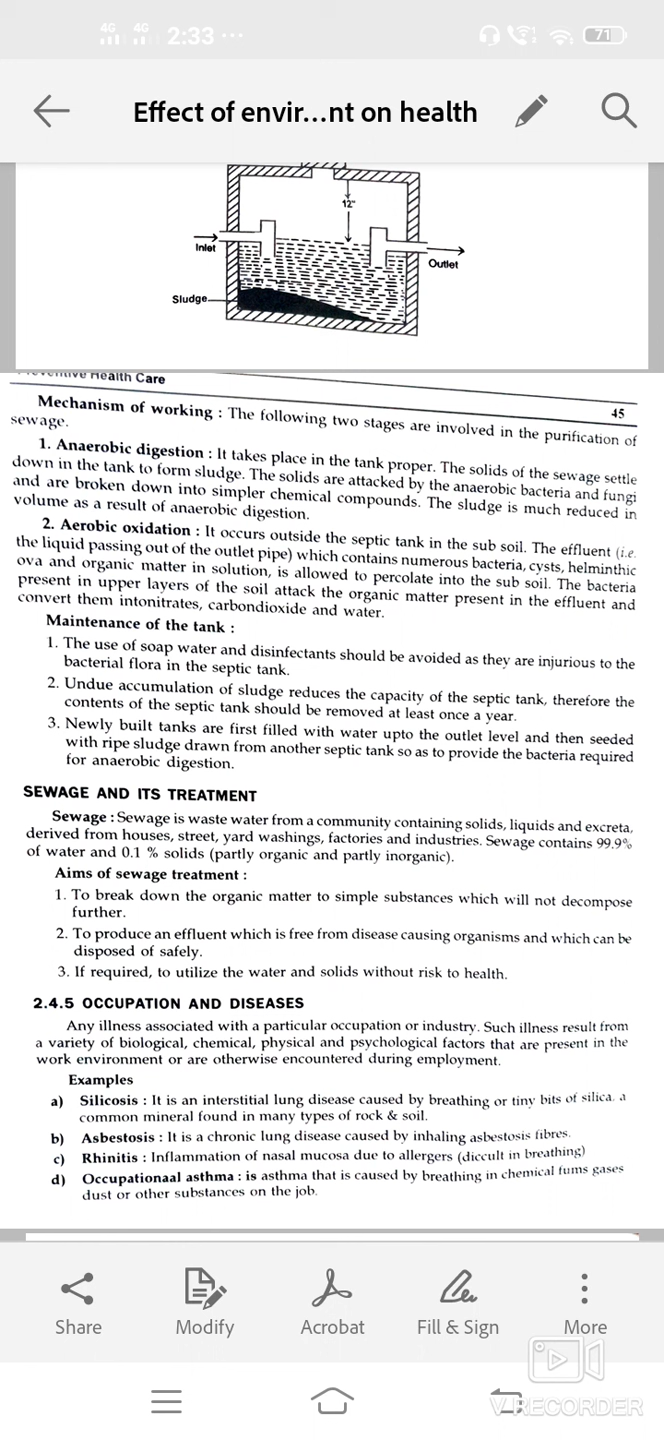 4G 4G 2:33 ... 71
Effect of envir...nt on health
12"
Inlet
Outlet
Sludge
Health Care
45
Mechanism of working : The following two stages are involved in the purification of
sewage.
1. Anaerobic digestion : It takes place in the tank proper. The solids of the sewage settle
down in the tank to form sludge. The solids are attacked by the anaerobic bacteria and fungi
and are broken down into simpler chemical compounds. The sludge is much reduced in
volume as a result of anaerobic digestion.
2. Aerobic oxidation : It occurs outside the septic tank in the sub soil. The effluent (i.e.
the liquid passing out of the outlet pipe) which contains numerous bacteria, cysts, helminthic
ova and organic matter in solution, is allowed to percolate into the sub soil. The bacteria
present in upper layers of the soil attack the organic matter present in the effluent and
convert them intonitrates, carbondioxide and water.
Maintenance of the tank :
1. The use of soap water and disinfectants should be avoided as they are injurious to the
bacterial flora in the septic tank.
2. Undue accumulation of sludge reduces the capacity of the septic tank, therefore the
contents of the septic tank should be removed at least once a year.
3. Newly built tanks are first filled with water upto the outlet level and then seeded
with ripe sludge drawn from another septic tank so as to provide the bacteria required
for anaerobic digestion.
SEWAGE AND ITS TREATMENT
Sewage : Sewage is waste water from a community containing solids, liquids and excreta,
derived from houses, street, yard washings, factories and industries. Sewage contains 99.9%
of water and 0.1 % solids (partly organic and partly inorganic).
Aims of sewage treatment :
1. To break down the organic matter to simple substances which will not decompose
further.
2. To produce an effluent which is free from disease causing organisms and which can be
disposed of safely.
3. If required, to utilize the water and solids without risk to health.
2.4.5 OCCUPATION AND DISEASES
Any illness associated with a particular occupation or industry. Such illness result from
a variety of biological, chemical, physical and psychological factors that are present in the
work environment or are otherwise encountered during employment.
Examples
a) Silicosis : It is an interstitial lung disease caused by breathing or tiny bits of silica, a
common mineral found in many types of rock & soil.
b) Asbestosis : It is a chronic lung disease caused by inhaling asbestosis fibres.
c) Rhinitis : Inflammation of nasal mucosa due to allergers (diccult in breathing)
d) Occupationaal asthma : is asthma that is caused by breathing in chemical fums gases
dust or other substances on the job.
Share
Modify
Acrobat
Fill & Sign
More
V RECORDER